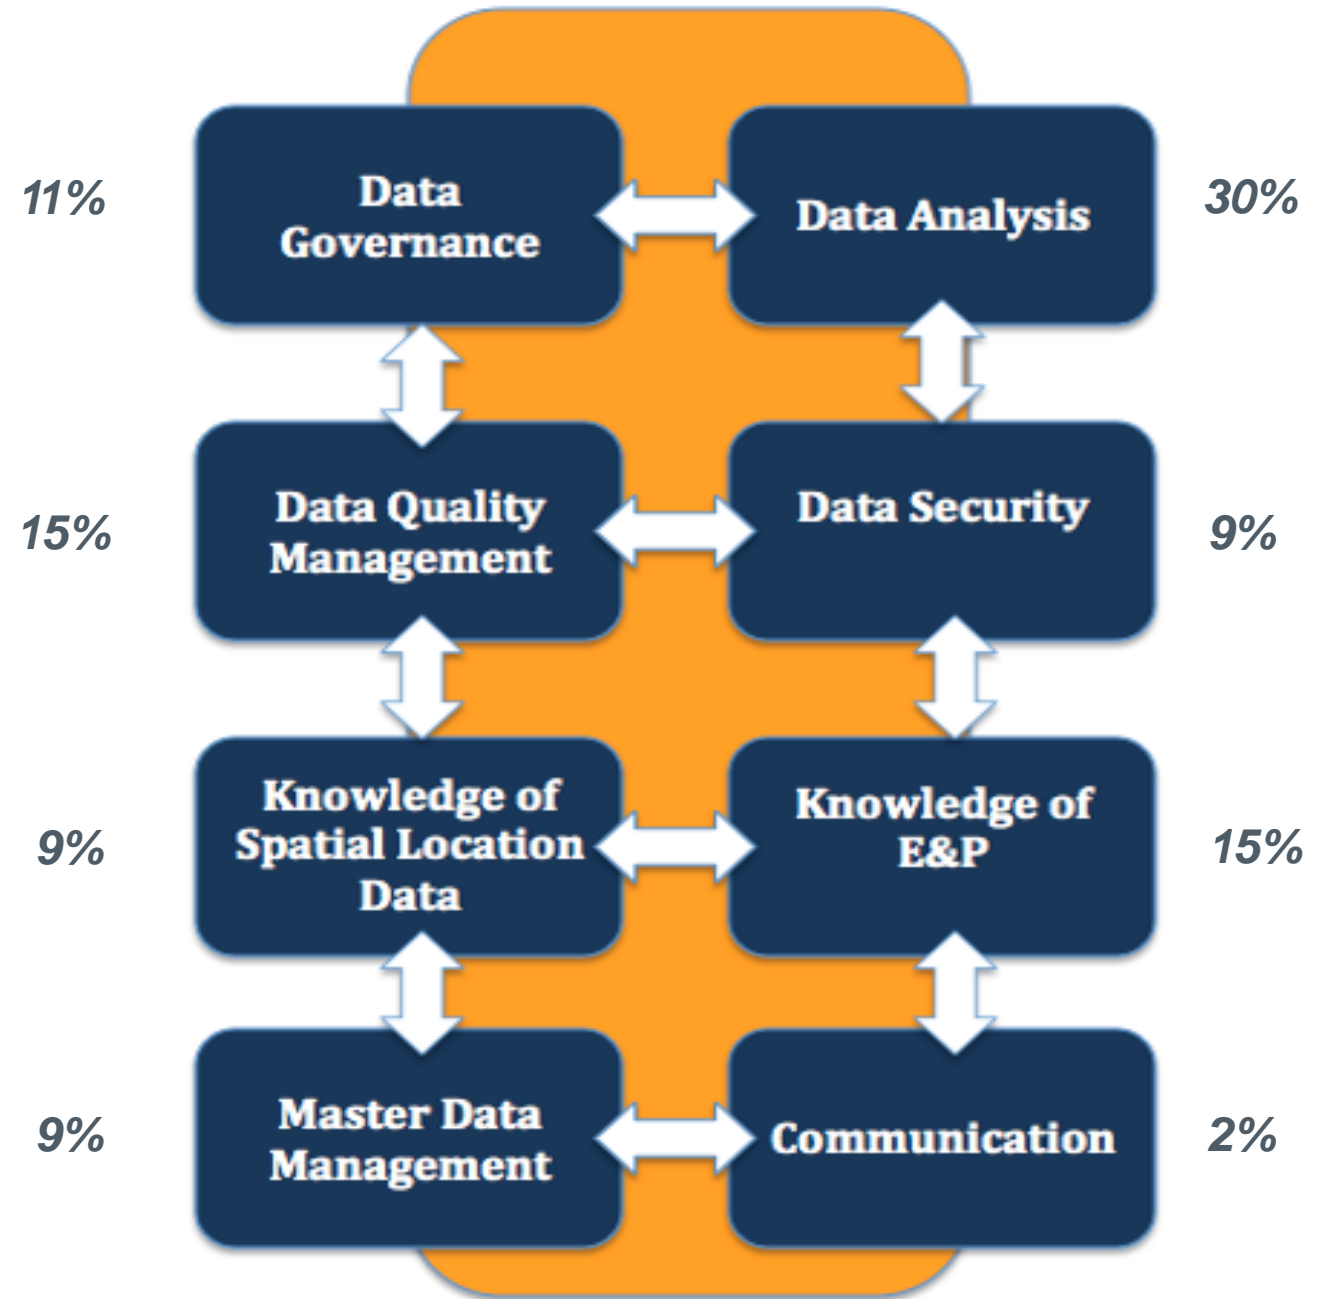 11%
Data
Governance
Data Analysis
30%
15%
Data Quality
Management
Data Security
9%
9%
Knowledge of
Spatial Location
Data
Knowledge of
E&P
15%
9%
Master Data
Management
Communication
2%